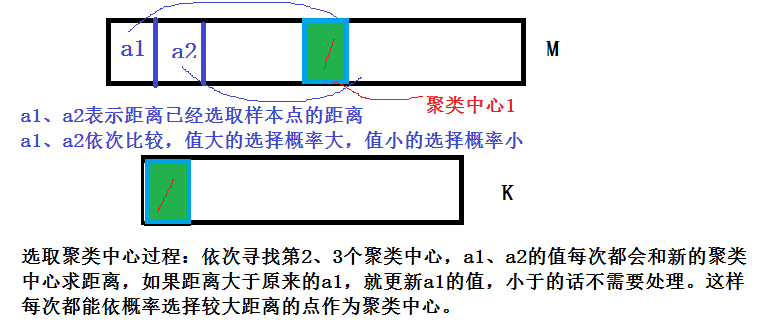 a1 a2 M
聚类中心1
a1、a2表示距离已经选取样本点的距离
a1、a2依次比较，值大的选择概率大，值小的选择概率小
K
选取聚类中心过程：依次寻找第2、3个聚类中心，a1、a2的值每次都会和新的聚类
中心求距离，如果距离大于原来的a1，就更新a1的值，小于的话不需要处理。这样
每次都能依概率选择较大距离的点作为聚类中心。